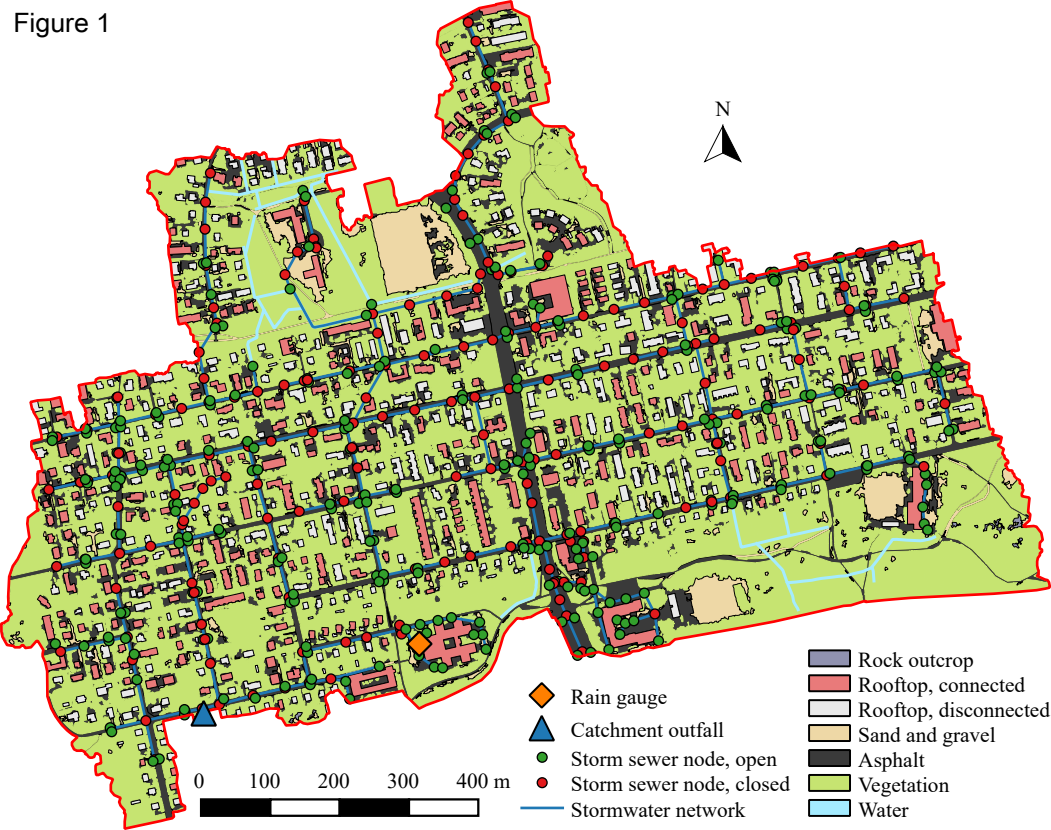 Figure 1
N
Rain gauge
Catchment outfall
Storm sewer node, open
Storm sewer node, closed
Stormwater network
0 100 200 300 400 m
Rock outcrop
Rooftop, connected
Rooftop, disconnected
Sand and gravel
Asphalt
Vegetation
Water